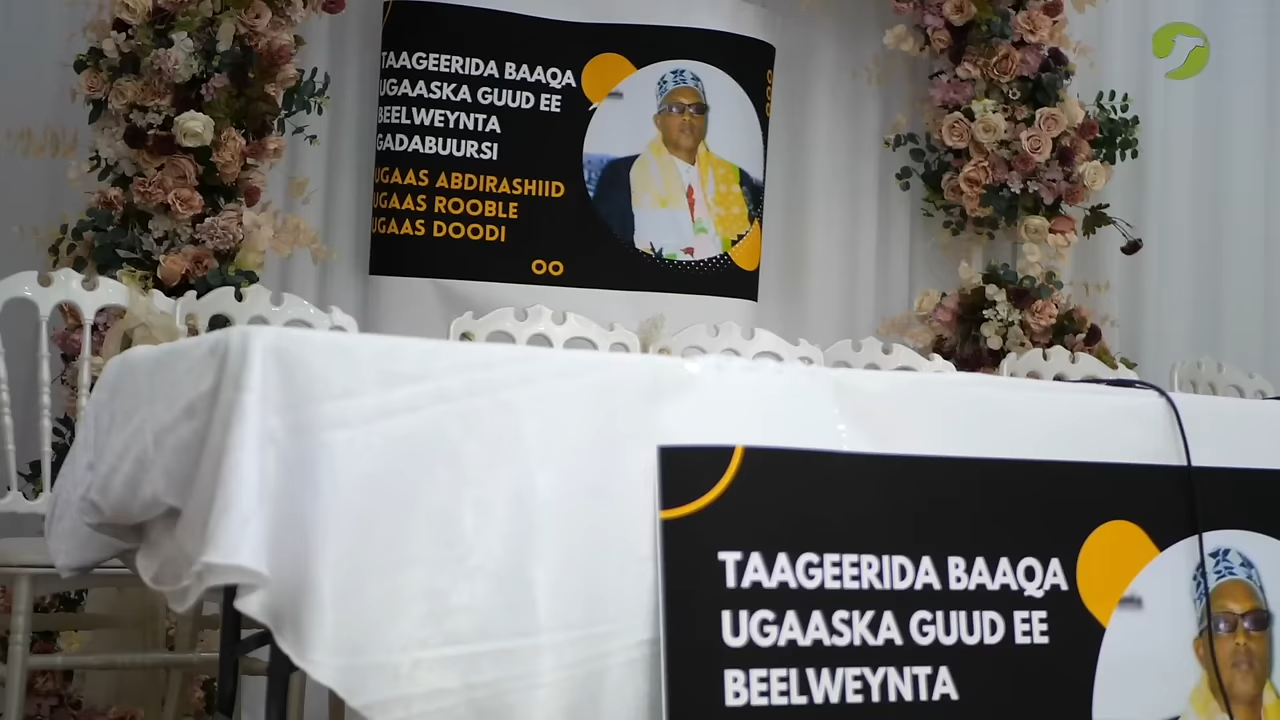 TAAGEERIDA BAAQA
UGAASKA GUUD EE
BEELWEYNTA
GADABUURSI
UGAAS ABDIRASHIID
UGAAS ROOBLE
UGAAS DOODI
TAAGEERIDA BAAQA
UGAASKA GUUD EE
BEELWEYNTA